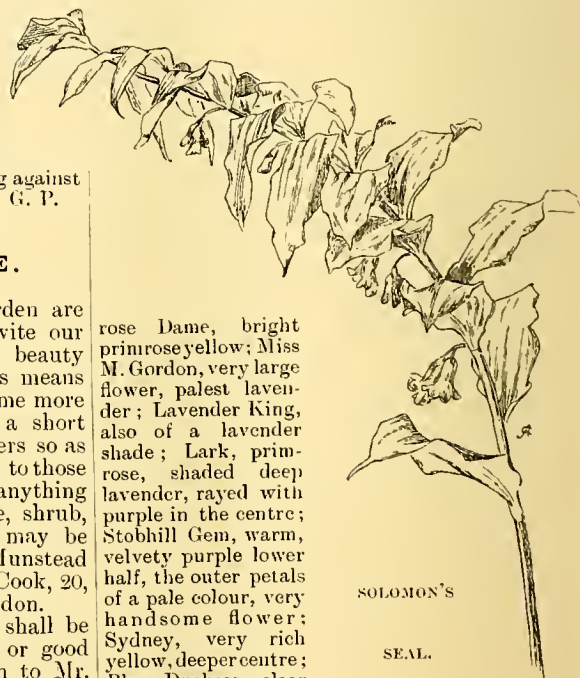 g against
G. P.
E.
rden are
vite our
beauty
s means
me more
a short
ers so as
to those
anything
e, shrub,
may be
Munstead
Cook, 20,
don.
shall be
or good
n to Mr.
rose Dame, bright
primrose yellow; Miss
M. Gordon, very large
flower, palest laven-
der; Lavender King,
also of a lavender
shade; Lark, prim-
rose, shaded deep
lavender, rayed with
purple in the centre;
Stobhill Gem, warm,
velvety purple lower
half, the outer petals
of a pale colour, very
handsome flower;
Sydney, very rich
yellow, deeper centre;
SOLOMON'S
SEAL.